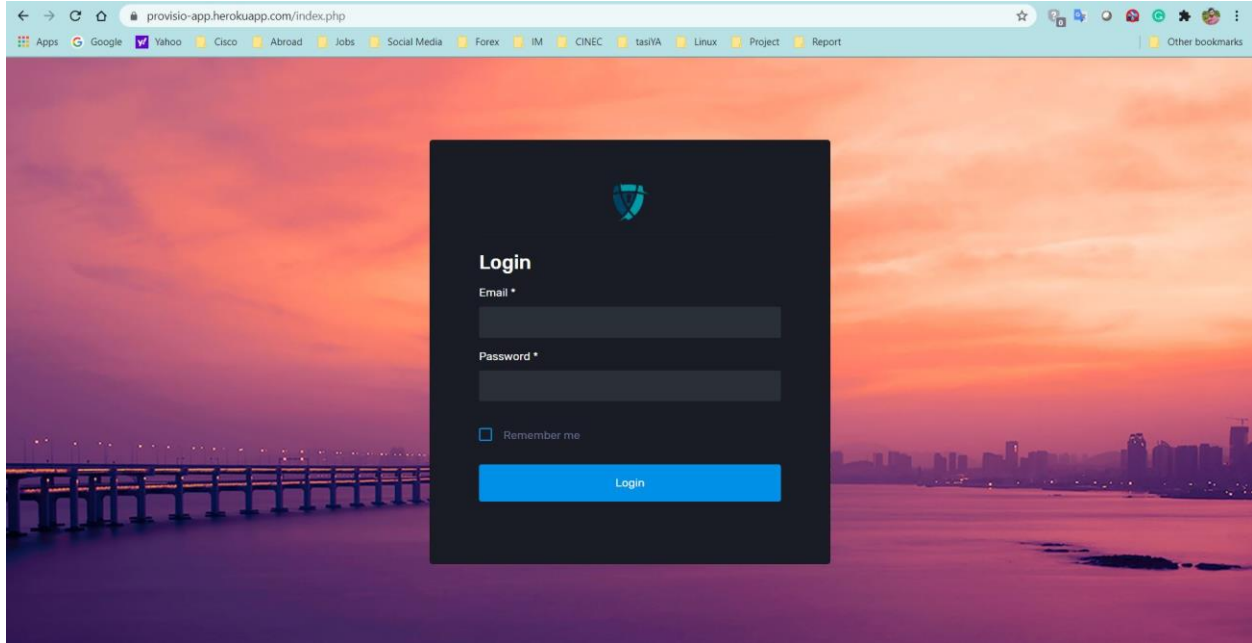 provisio-app.herokuapp.com/index.php
Apps Google Yahoo Cisco Abroad Jobs Social Media Forex IM CINEC tasiYA Linux Project Report Other bookmarks
Login
Email *
Password *
Remember me
Login